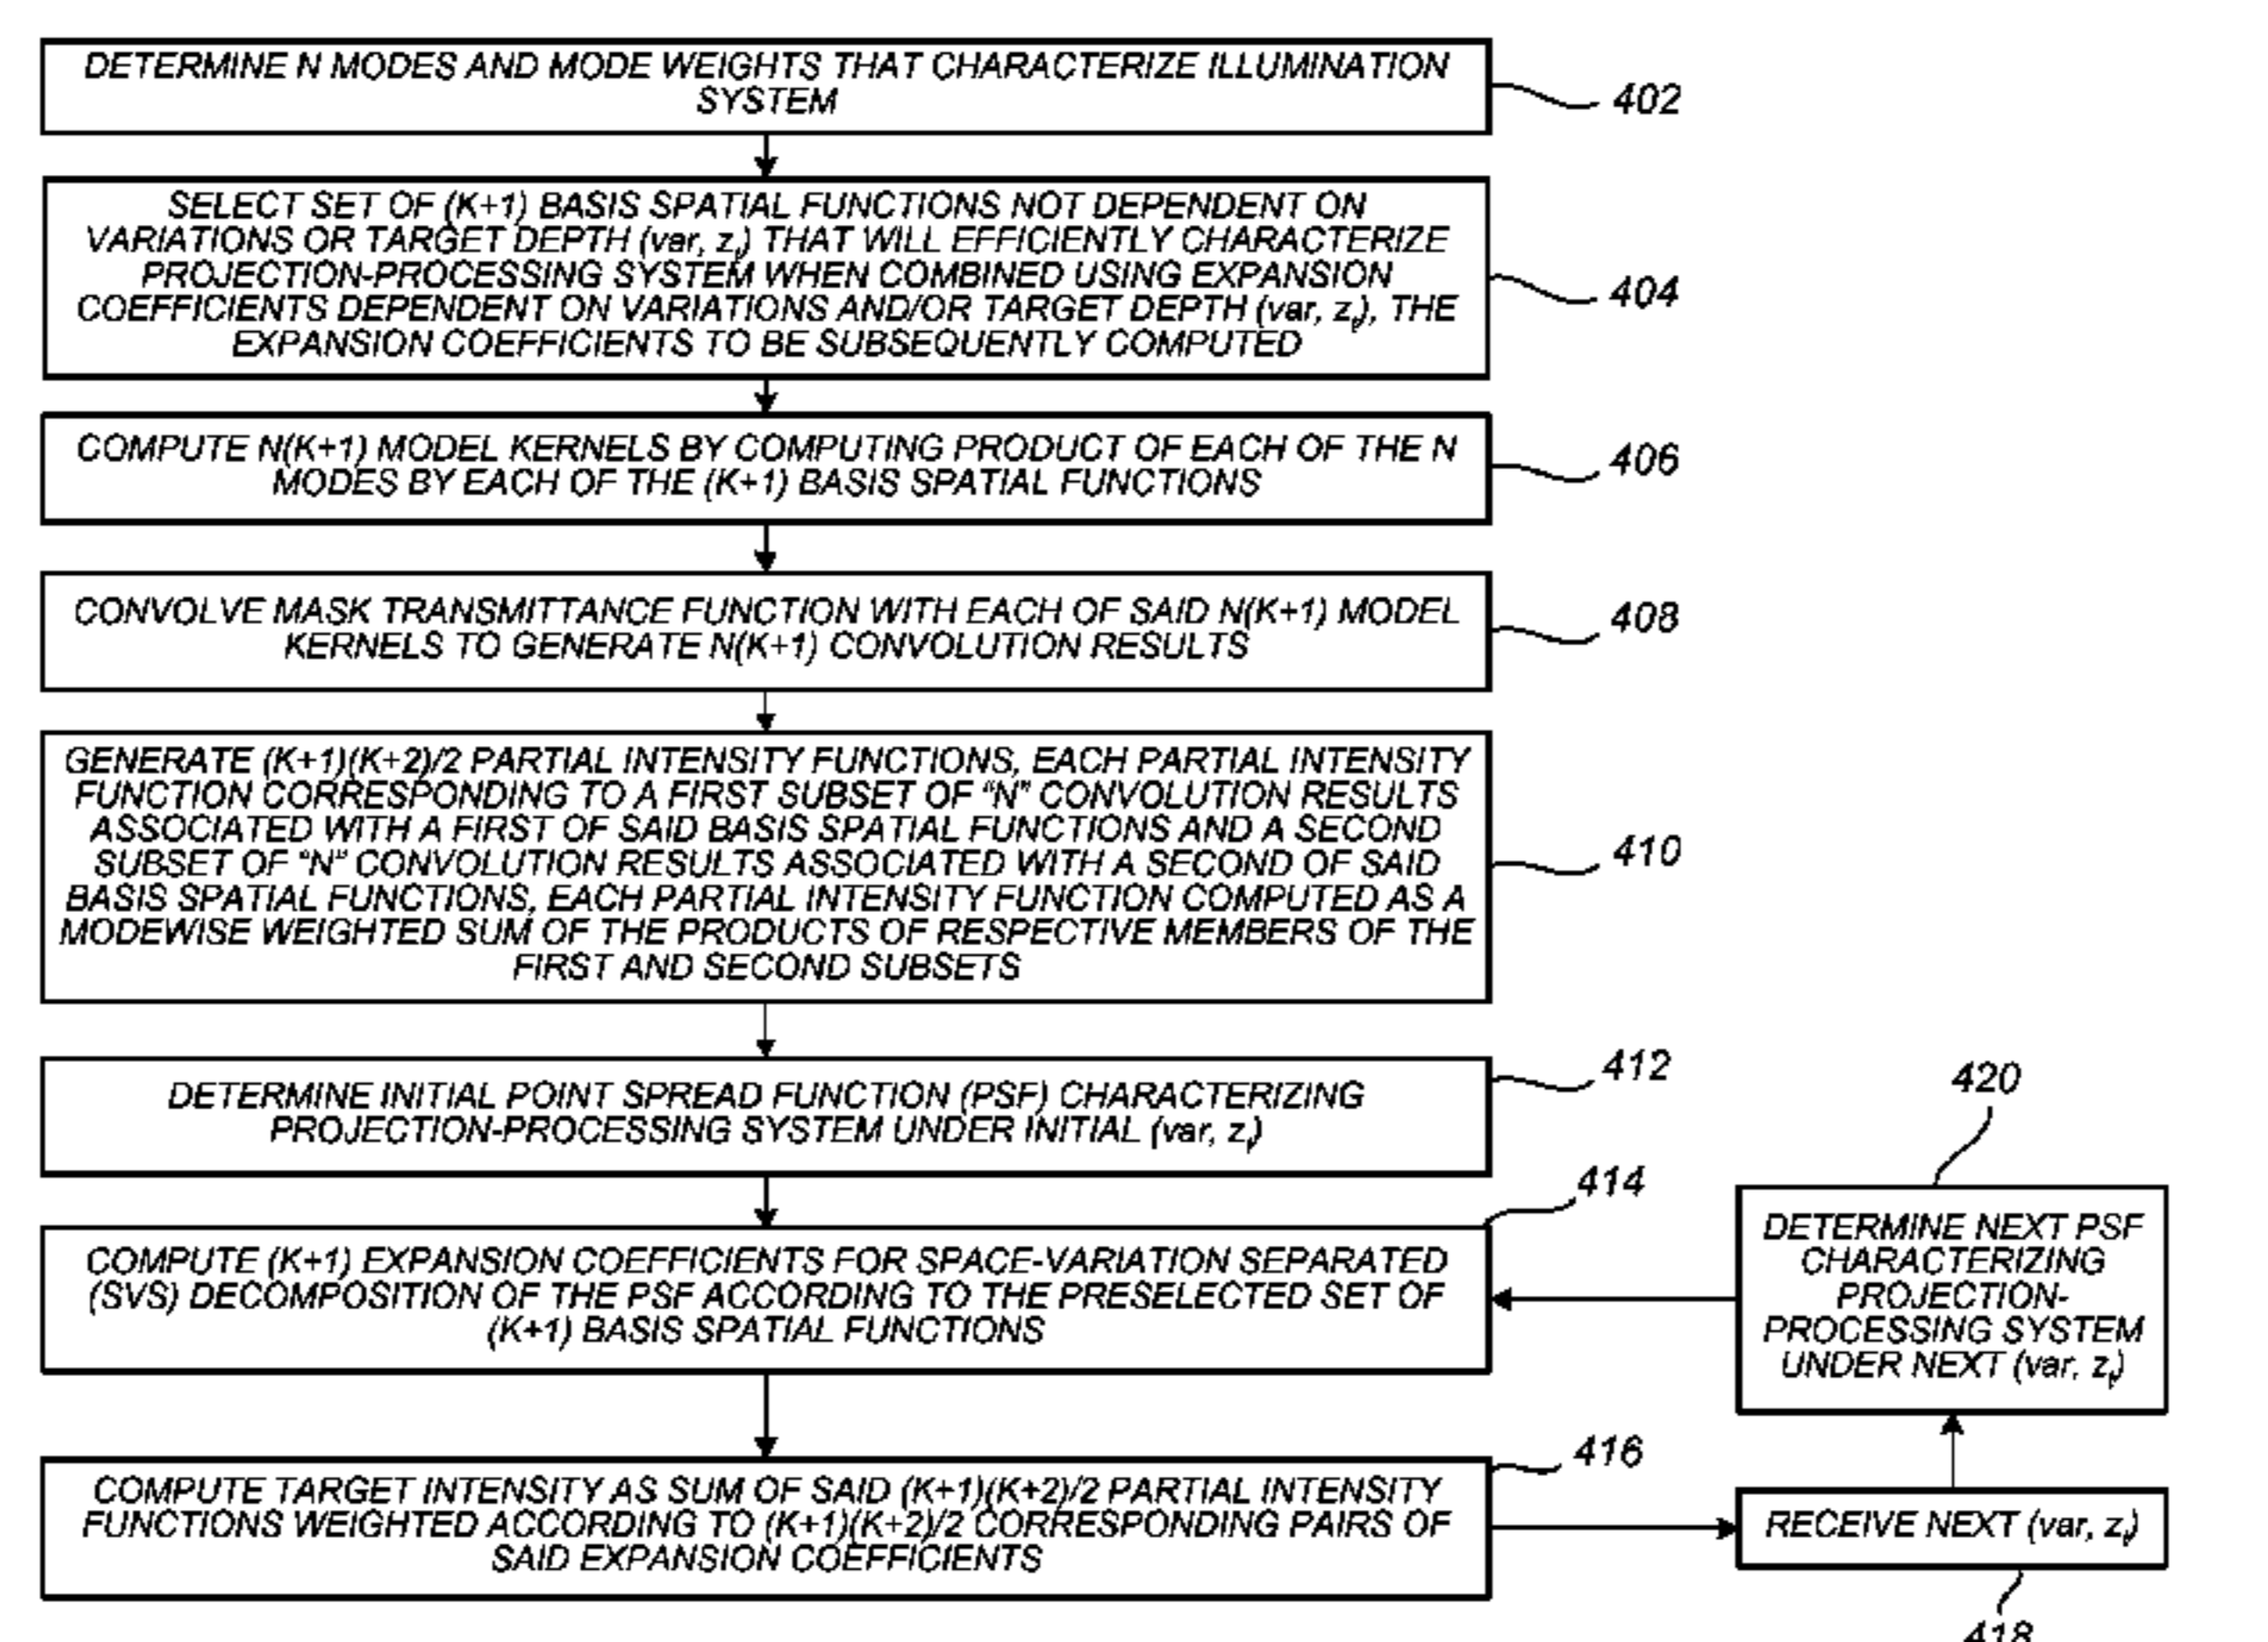 DETERMINE N MODES AND MODE WEIGHTS THAT CHARACTERIZE ILLUMINATION
SYSTEM
402
SELECT SET OF (K+1) BASIS SPATIAL FUNCTIONS NOT DEPENDENT ON
VARIATIONS OR TARGET DEPTH (var, zt) THAT WILL EFFICIENTLY CHARACTERIZE
PROJECTION-PROCESSING SYSTEM WHEN COMBINED USING EXPANSION
COEFFICIENTS DEPENDENT ON VARIATIONS AND/OR TARGET DEPTH (var, zt), THE
EXPANSION COEFFICIENTS TO BE SUBSEQUENTLY COMPUTED
404
COMPUTE N(K+1) MODEL KERNELS BY COMPUTING PRODUCT OF EACH OF THE N
MODES BY EACH OF THE (K+1) BASIS SPATIAL FUNCTIONS
406
CONVOLVE MASK TRANSMITTANCE FUNCTION WITH EACH OF SAID N(K+1) MODEL
KERNELS TO GENERATE N(K+1) CONVOLUTION RESULTS
408
GENERATE (K+1)(K+2)/2 PARTIAL INTENSITY FUNCTIONS, EACH PARTIAL INTENSITY
FUNCTION CORRESPONDING TO A FIRST SUBSET OF "N" CONVOLUTION RESULTS
ASSOCIATED WITH A FIRST OF SAID BASIS SPATIAL FUNCTIONS AND A SECOND
SUBSET OF "N" CONVOLUTION RESULTS ASSOCIATED WITH A SECOND OF SAID
BASIS SPATIAL FUNCTIONS, EACH PARTIAL INTENSITY FUNCTION COMPUTED AS A
MODEWISE WEIGHTED SUM OF THE PRODUCTS OF RESPECTIVE MEMBERS OF THE
FIRST AND SECOND SUBSETS
410
DETERMINE INITIAL POINT SPREAD FUNCTION (PSF) CHARACTERIZING
PROJECTION-PROCESSING SYSTEM UNDER INITIAL (var, zt)
412
COMPUTE (K+1) EXPANSION COEFFICIENTS FOR SPACE-VARIATION SEPARATED
(SVS) DECOMPOSITION OF THE PSF ACCORDING TO THE PRESELECTED SET OF
(K+1) BASIS SPATIAL FUNCTIONS
414
COMPUTE TARGET INTENSITY AS SUM OF SAID (K+1)(K+2)/2 PARTIAL INTENSITY
FUNCTIONS WEIGHTED ACCORDING TO (K+1)(K+2)/2 CORRESPONDING PAIRS OF
SAID EXPANSION COEFFICIENTS
416
420
DETERMINE NEXT PSF
CHARACTERIZING
PROJECTION-
PROCESSING SYSTEM
UNDER NEXT (var, zt)
RECEIVE NEXT (var, zt)
418